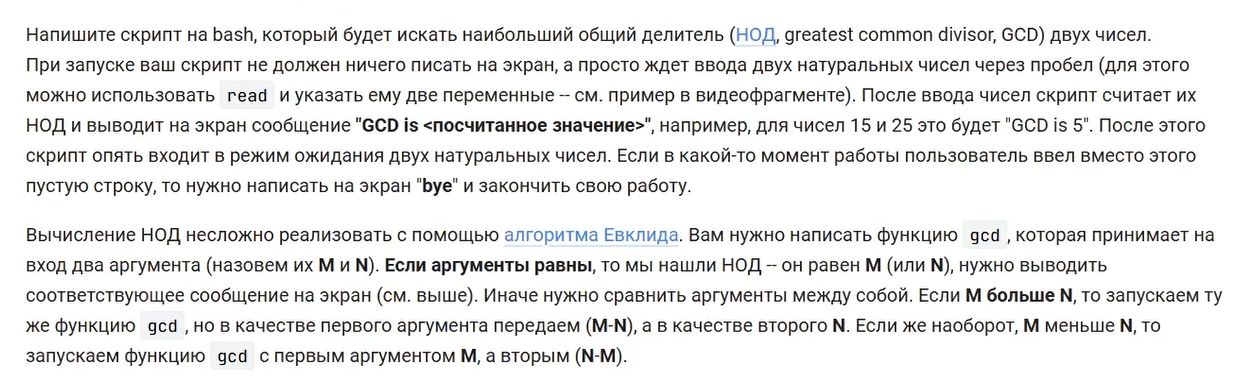 Напишите скрипт на bash, который будет искать наибольший общий делитель (НОД, greatest common divisor, GCD) двух чисел.
При запуске ваш скрипт не должен ничего писать на экран, а просто ждет ввода двух натуральных чисел через пробел (для этого
можно использовать read и указать ему две переменные -- см. пример в видеофрагменте). После ввода чисел скрипт считает их
НОД и выводит на экран сообщение "GCD is <посчитанное значение>", например, для чисел 15 и 25 это будет "GCD is 5". После этого
скрипт опять входит в режим ожидания двух натуральных чисел. Если в какой-то момент работы пользователь ввел вместо этого
пустую строку, то нужно написать на экран "bye" и закончить свою работу.
Вычисление НОД несложно реализовать с помощью алгоритма Евклида. Вам нужно написать функцию gcd, которая принимает на
вход два аргумента (назовем их M и N). Если аргументы равны, то мы нашли НОД -- он равен M (или N), нужно выводить
соответствующее сообщение на экран (см. выше). Иначе нужно сравнить аргументы между собой. Если M больше N, то запускаем ту
же функцию gcd, но в качестве первого аргумента передаем (M-N), а в качестве второго N. Если же наоборот, M меньше N, то
запускаем функцию gcd с первым аргументом M, а вторым (N-M).